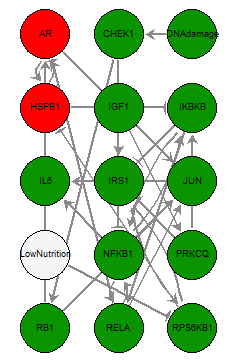 AR CHEK1 DNAdamage
HSPB1 IGF1 IKBKB
IL6 IRS1 JUN
LowNutrition NFKB1 PRKCQ
RB1 RELA RPS6KB1